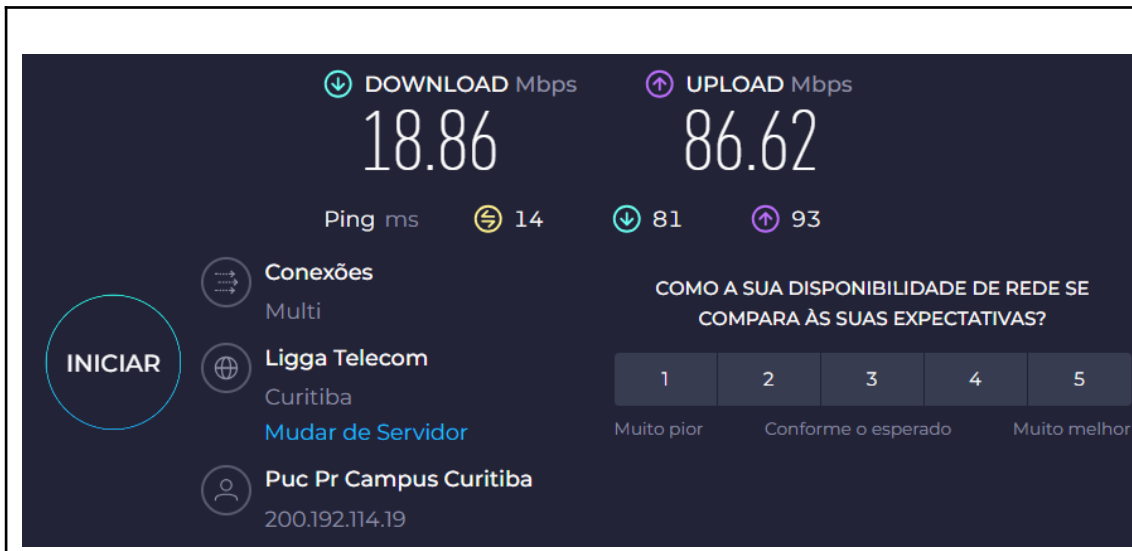 DOWNLOAD Mbps
UPLOAD Mbps
18.86
86.62
Ping ms 14 81 93
Conexões
Multi
Ligga Telecom
Curitiba
Mudar de Servidor
Puc Pr Campus Curitiba
200.192.114.19
INICIAR
COMO A SUA DISPONIBILIDADE DE REDE SE
COMPARA ÀS SUAS EXPECTATIVAS?
1 2 3 4 5
Muito pior Conforme o esperado Muito melhor